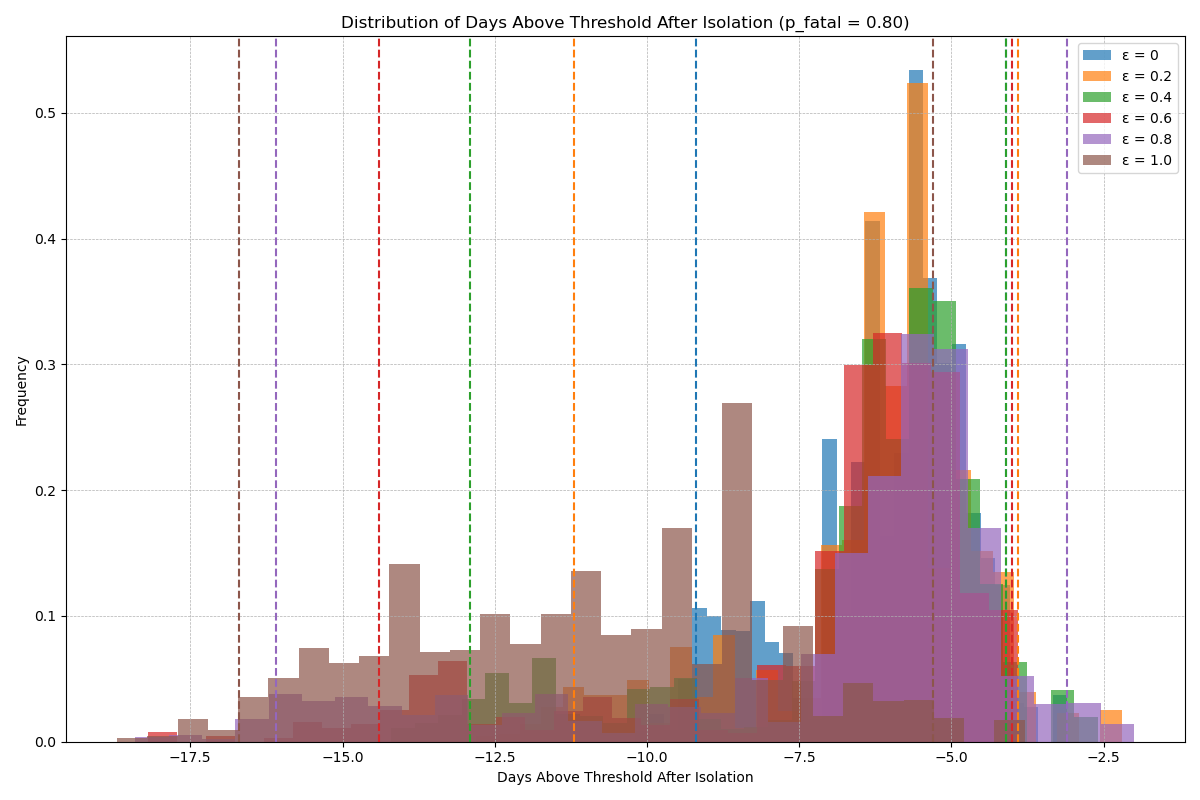 Distribution of Days Above Threshold After Isolation (p_fatal = 0.80)
ε = 0
ε = 0.2
ε = 0.4
ε = 0.6
ε = 0.8
ε = 1.0
Frequency
0.5
0.4
0.3
0.2
0.1
0.0
−17.5
−15.0
−12.5
−10.0
−7.5
−5.0
−2.5
Days Above Threshold After Isolation